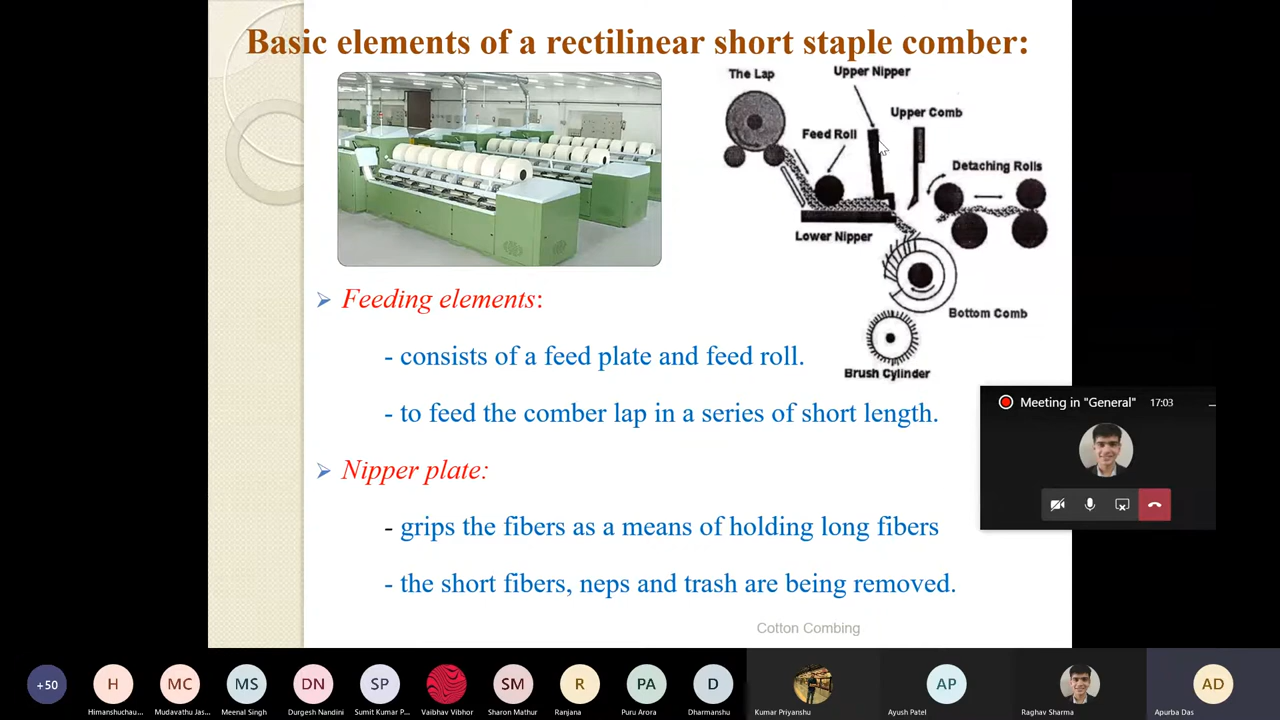 Basic elements of a rectilinear short staple comber:
The Lap
Upper Nipper
Upper Comb
Feed Roll
Detaching Rolls
Lower Nipper
Bottom Comb
Brush Cylinder
Feeding elements:
- consists of a feed plate and feed roll.
- to feed the comber lap in a series of short length.
Nipper plate:
- grips the fibers as a means of holding long fibers
- the short fibers, neps and trash are being removed.
Cotton Combing
Meeting in "General" 17:03
+50
H
MC
MS
DN
SP
SM
R
PA
D
AP
AD
Himanshuchau...
Mudavathu Jas...
Meenal Singh
Durgesh Nandini
Sumit Kumar P...
Vaibhav Vibhor
Sharon Mathur
Ranjana
Puru Arora
Dharmanshu
Kumar Priyanshu
Ayush Patel
Raghav Sharma
Apurba Das